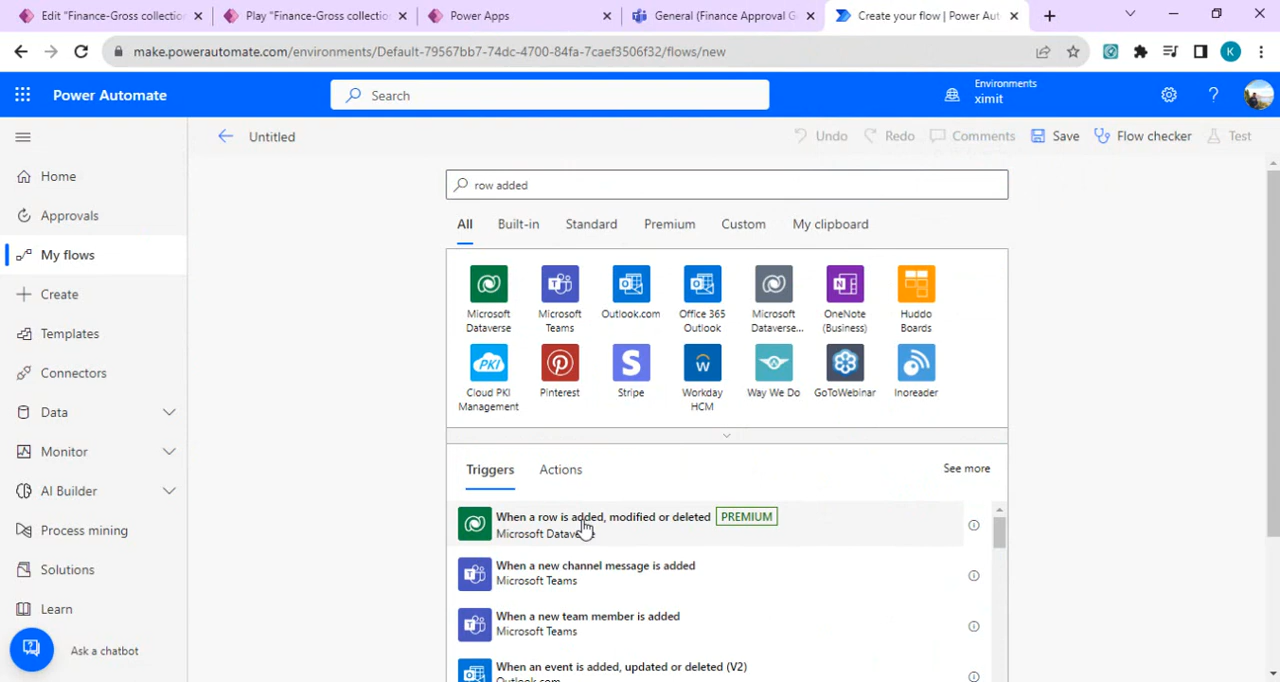 Edit "Finance-Gross collectio
Play "Finance-Gross collectio
Power Apps
General (Finance Approval G
Create your flow | Power Aut
make.powerautomate.com/environments/Default-79567bb7-74dc-4700-84fa-7caef3506f32/flows/new
K
Power Automate
Search
Environments
ximit
Untitled
Undo
Redo
Comments
Save
Flow checker
Test
Home
Approvals
My flows
Create
Templates
Connectors
Data
Monitor
AI Builder
Process mining
Solutions
Learn
Ask a chatbot
row added
All
Built-in
Standard
Premium
Custom
My clipboard
Microsoft Dataverse
Microsoft Teams
Outlook.com
Office 365 Outlook
Microsoft Dataverse...
OneNote (Business)
Huddo Boards
PKI
Cloud PKI Management
Pinterest
S
Stripe
w
Workday HCM
Way We Do
GoToWebinar
Inoreader
Triggers
Actions
See more
When a row is added, modified or deleted PREMIUM
Microsoft Dataverse
When a new channel message is added
Microsoft Teams
When a new team member is added
Microsoft Teams
When an event is added, updated or deleted (V2)
Outlook.com